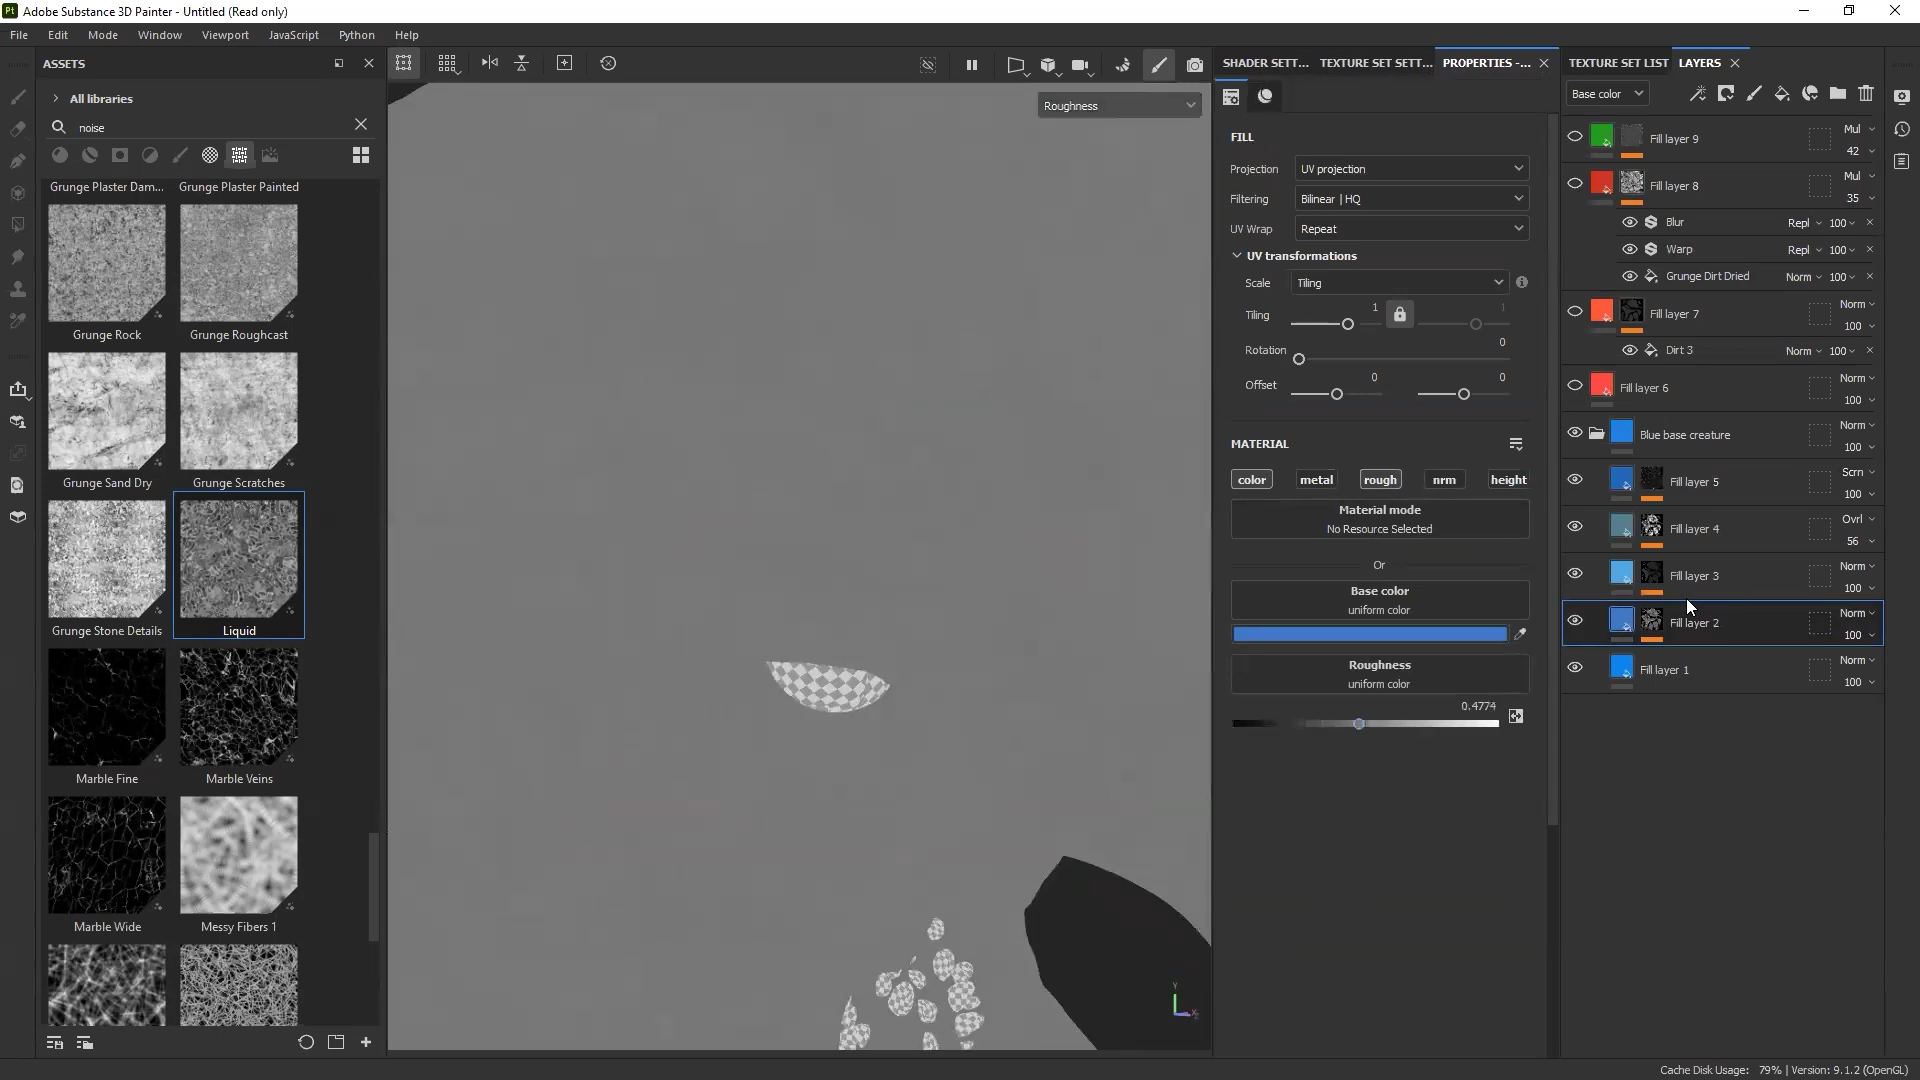 Pt Adobe Substance 3D Painter - Untitled (Read only)
File Edit Mode Window Viewport JavaScript Python Help
ASSETS
All libraries
noise
Grunge Plaster Dam... Grunge Plaster Painted
Grunge Rock Grunge Roughcast
Grunge Sand Dry Grunge Scratches
Grunge Stone Details Liquid
Marble Fine Marble Veins
Marble Wide Messy Fibers 1
Roughness
Y
SHADER SETT... TEXTURE SET SETT... PROPERTIES -...
FILL
Projection UV projection
Filtering Bilinear | HQ
UV Wrap Repeat
UV transformations
Scale Tiling
Tiling 1 1
Rotation 0
Offset 0 0
MATERIAL
color metal rough nrm height
Material mode
No Resource Selected
Or
Base color
uniform color
Roughness
uniform color
0.4774
TEXTURE SET LIST LAYERS
Base color
Fill layer 9 Mul 42
Fill layer 8 Mul 35
Blur Repl 100
Warp Repl 100
Grunge Dirt Dried Norm 100
Fill layer 7 Norm 100
Dirt 3 Norm 100
Fill layer 6 Norm 100
Blue base creature Norm 100
Fill layer 5 Scrn 100
Fill layer 4 Ovrl 56
Fill layer 3 Norm 100
Fill layer 2 Norm 100
Fill layer 1 Norm 100
Cache Disk Usage: 79% | Version: 9.1.2 (OpenGL)